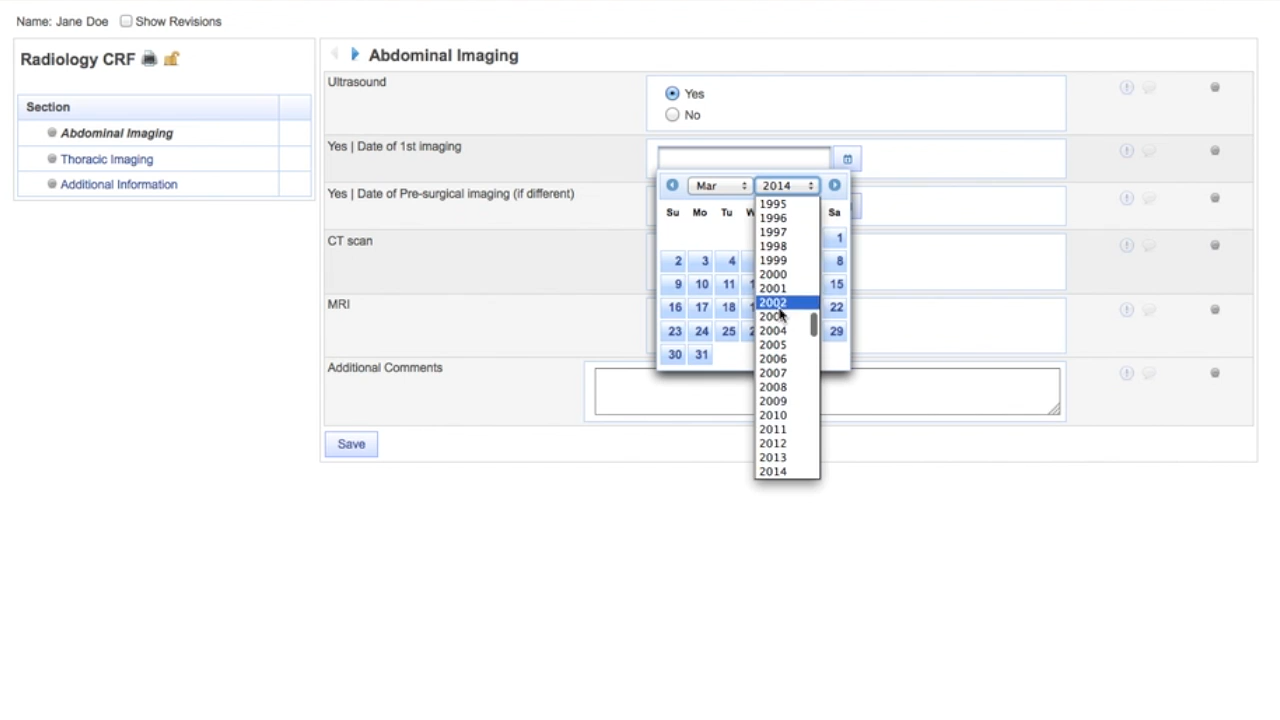 Name: Jane Doe Show Revisions
Radiology CRF
Section
Abdominal Imaging
Thoracic Imaging
Additional Information
Abdominal Imaging
Ultrasound
Yes
No
Yes | Date of 1st imaging
Yes | Date of Pre-surgical imaging (if different)
CT scan
MRI
Additional Comments
Save
Mar 2014
Su Mo Tu Sa
1
2 3 4 8
9 10 11 15
16 17 18 22
23 24 25 29
30 31
1995
1996
1997
1998
1999
2000
2001
2002
2004
2005
2006
2007
2008
2009
2010
2011
2012
2013
2014